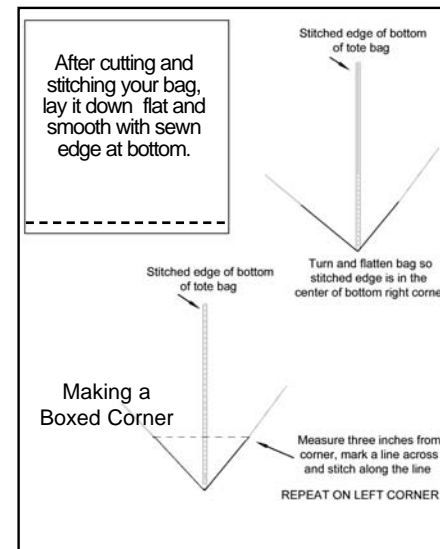 After cutting and
stitching your bag,
lay it down flat and
smooth with sewn
edge at bottom.
Stitched edge of bottom
of tote bag
Turn and flatten bag so
stitched edge is in the
center of bottom right corne
Stitched edge of bottom
of tote bag
Making a
Boxed Corner
Measure three inches from
corner, mark a line across
and stitch along the line
REPEAT ON LEFT CORNER